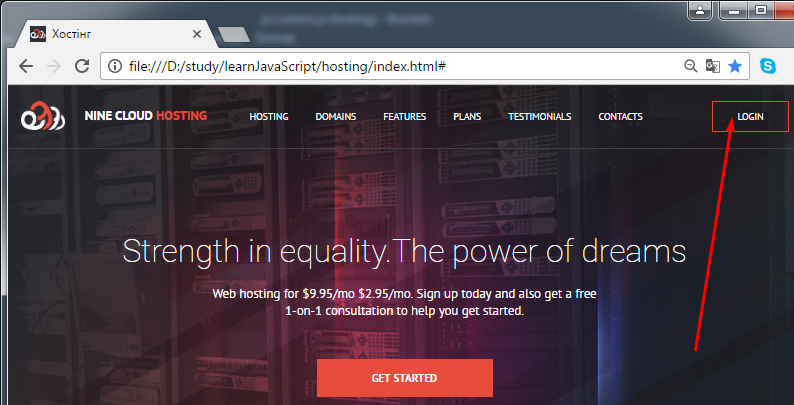 Хостінг
file:///D:/study/learnJavaScript/hosting/index.html#
NINE CLOUD HOSTING
HOSTING
DOMAINS
FEATURES
PLANS
TESTIMONIALS
CONTACTS
LOGIN
Strength in equality.The power of dreams
Web hosting for $9.95/mo $2.95/mo. Sign up today and also get a free
1-on-1 consultation to help you get started.
GET STARTED